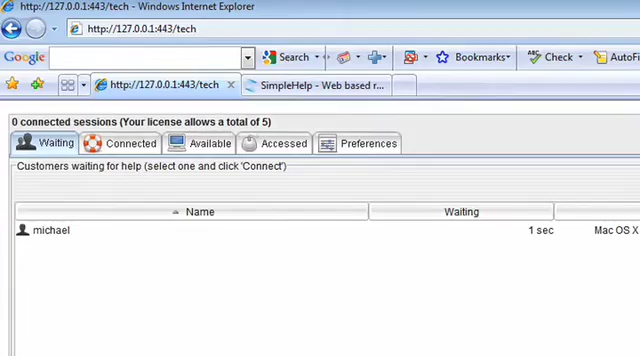 http://127.0.0.1:443/tech - Windows Internet Explorer
http://127.0.0.1:443/tech
Google Search Bookmarks Check AutoFi
http://127.0.0.1:443/tech SimpleHelp - Web based r...
0 connected sessions (Your license allows a total of 5)
Waiting Connected Available Accessed Preferences
Customers waiting for help (select one and click 'Connect')
Name Waiting
michael 1 sec Mac OS X